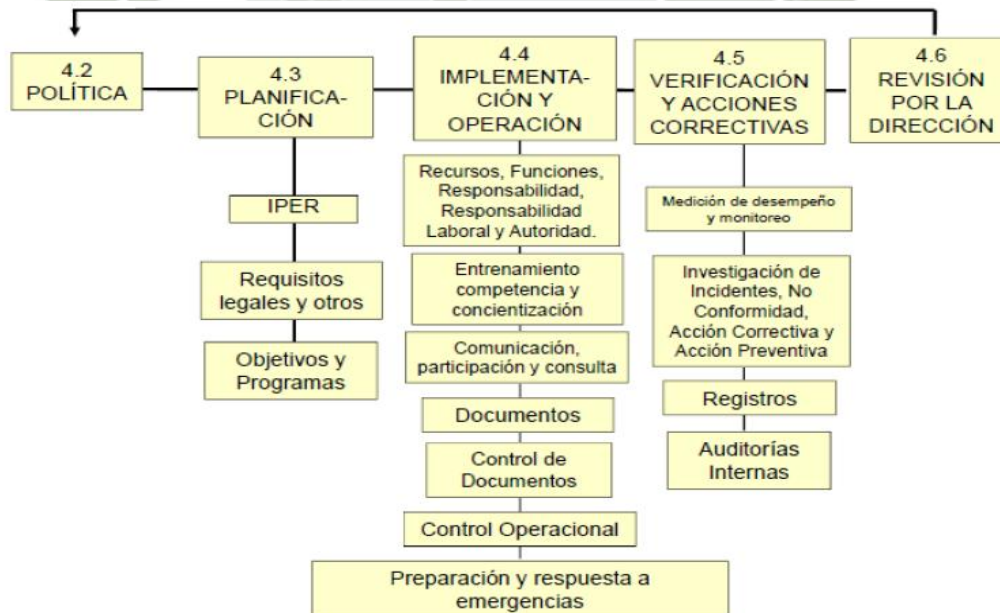 4.2
POLÍTICA
4.3
PLANIFICA-
CIÓN
IPER
Requisitos
legales y otros
Objetivos y
Programas
4.4
IMPLEMENTA-
CIÓN Y
OPERACIÓN
Recursos, Funciones,
Responsabilidad,
Responsabilidad
Laboral y Autoridad.
Entrenamiento
competencia y
concientización
Comunicación,
participación y consulta
Documentos
Control de
Documentos
Control Operacional
Preparación y respuesta a
emergencias
4.5
VERIFICACIÓN
Y ACCIONES
CORRECTIVAS
Medición de desempeño
y monitoreo
Investigación de
Incidentes, No
Conformidad,
Acción Correctiva y
Acción Preventiva
Registros
Auditorías
Internas
4.6
REVISIÓN
POR LA
DIRECCIÓN